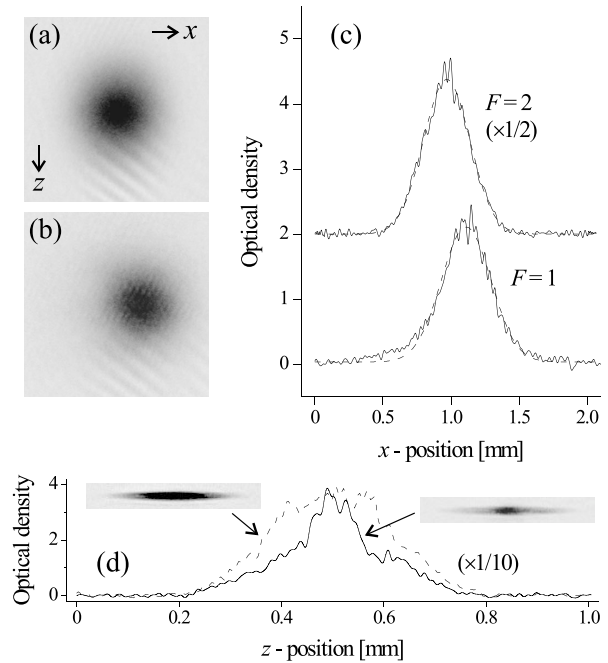 (a)
x
z
(b)
(c)
5
4
3
2
1
0
Optical density
F = 2
(×1/2)
F = 1
0
0.5
1.0
1.5
2.0
x - position [mm]
4
2
0
Optical density
(d)
(×1/10)
0
0.2
0.4
0.6
0.8
1.0
z - position [mm]